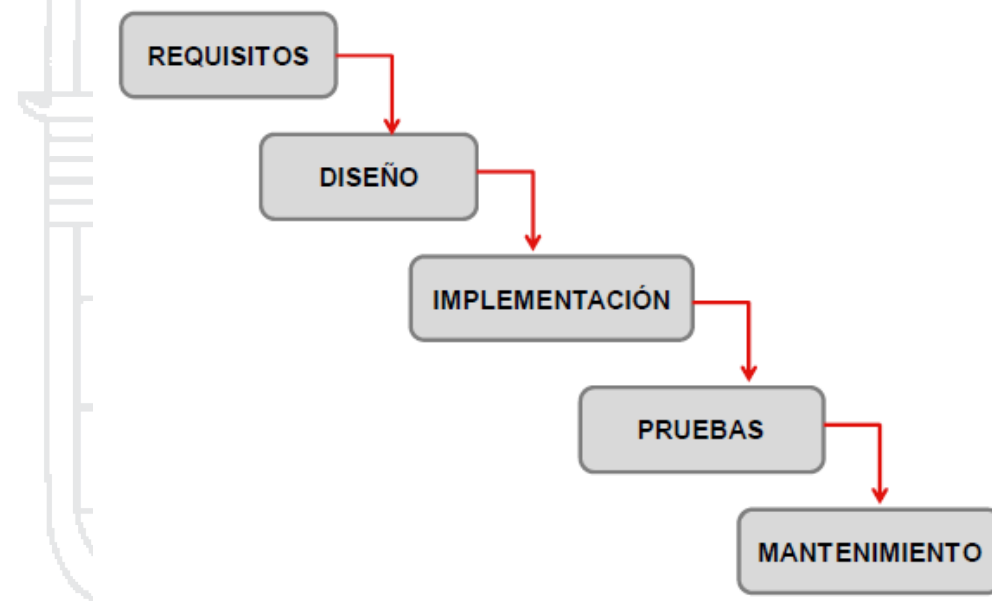 REQUISITOS
DISEÑO
IMPLEMENTACIÓN
PRUEBAS
MANTENIMIENTO